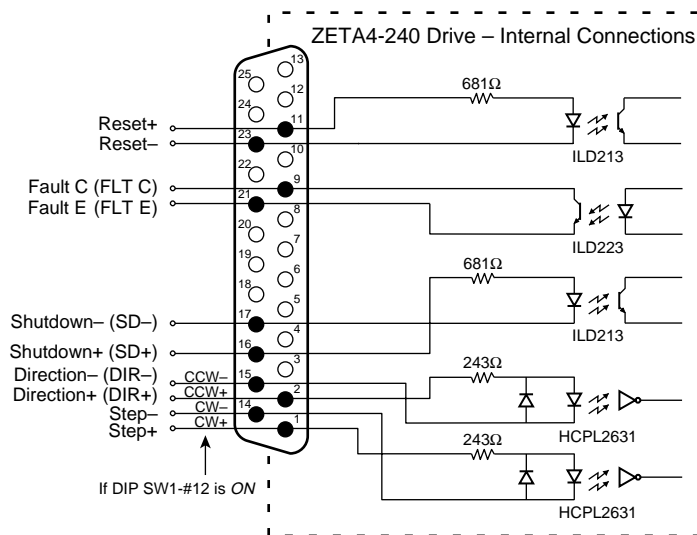 ZETA4-240 Drive – Internal Connections
13
25
12
681Ω
24
11
Reset+
23
Reset–
10
ILD213
22
9
Fault C (FLT C)
21
Fault E (FLT E)
8
20
7
ILD223
19
6
681Ω
18
5
17
Shutdown– (SD–)
4
ILD213
16
Shutdown+ (SD+)
3
243Ω
Direction– (DIR–) CCW– 15
Direction+ (DIR+) CCW+ 2
Step– CW– 14
Step+ CW+ 1
HCPL2631
243Ω
If DIP SW1-#12 is ON
HCPL2631